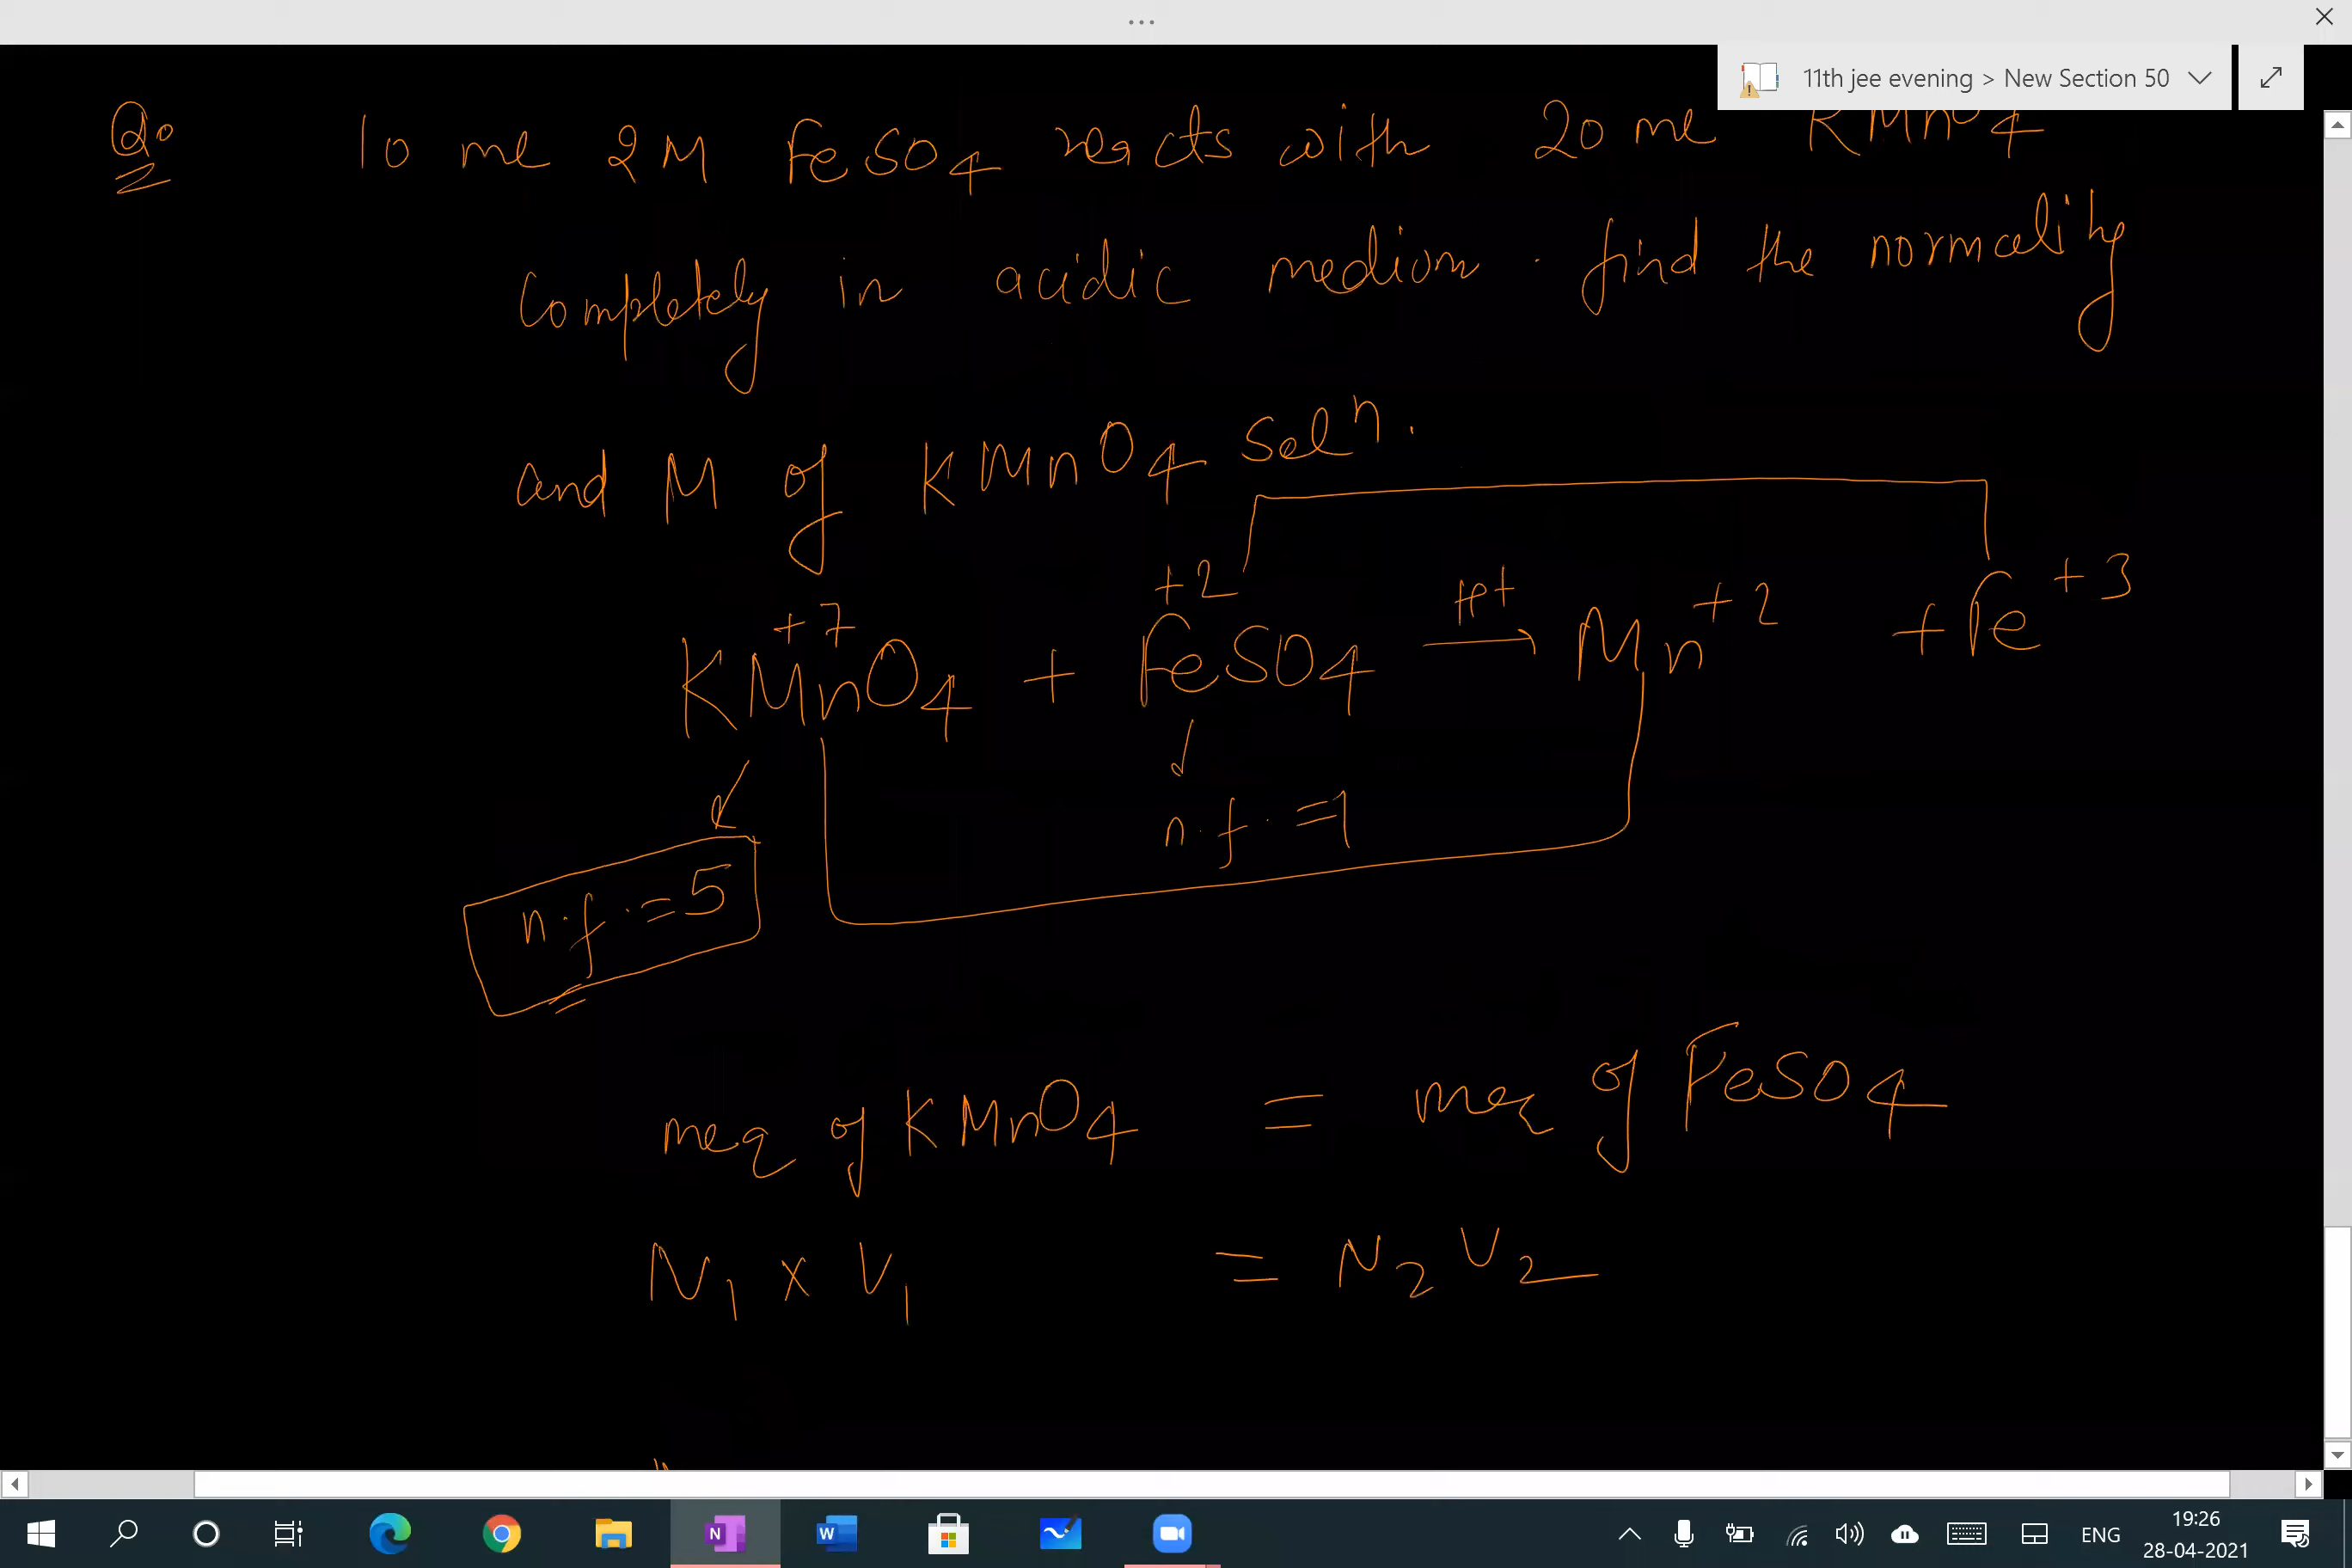 11th jee evening > New Section 50
Q. 10 ml 2M FeSO4 reacts with 20 ml KMnO4
completely in acidic medium. find the normality
and M of KMnO4 Solⁿ.
+7 +2
KMnO4 + FeSO4 H+ → Mn+2 + Fe+3
n.f. = 1
n.f. = 5
meq of KMnO4 = meq of FeSO4
N1 x V1 = N2 V2
ENG
19:26
28-04-2021